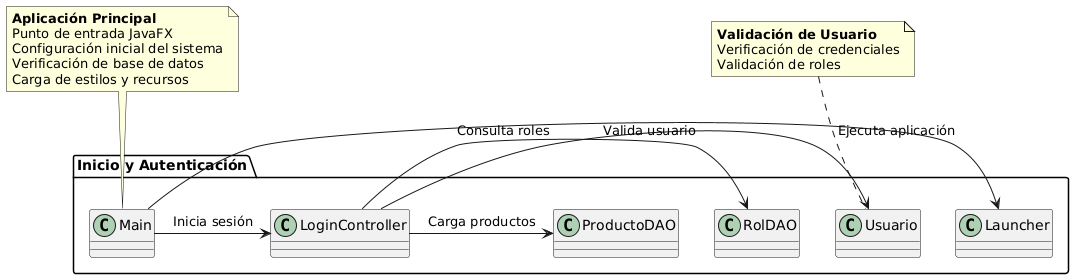 Aplicación Principal
Punto de entrada JavaFX
Configuración inicial del sistema
Verificación de base de datos
Carga de estilos y recursos
Validación de Usuario
Verificación de credenciales
Validación de roles
Consulta roles
Valida usuario
Ejecuta aplicación
Inicio y Autenticación
C Main
Inicia sesión
C LoginController
Carga productos
C ProductoDAO
C RolDAO
C Usuario
C Launcher